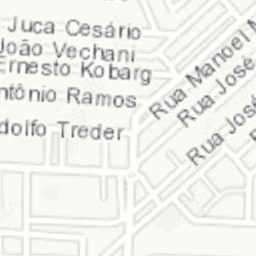 Juca Cesário
João Vechani
Ernesto Kobarg
ntônio Ramos
dolfo Treder
Rua Manoel
Rua José
Rua José